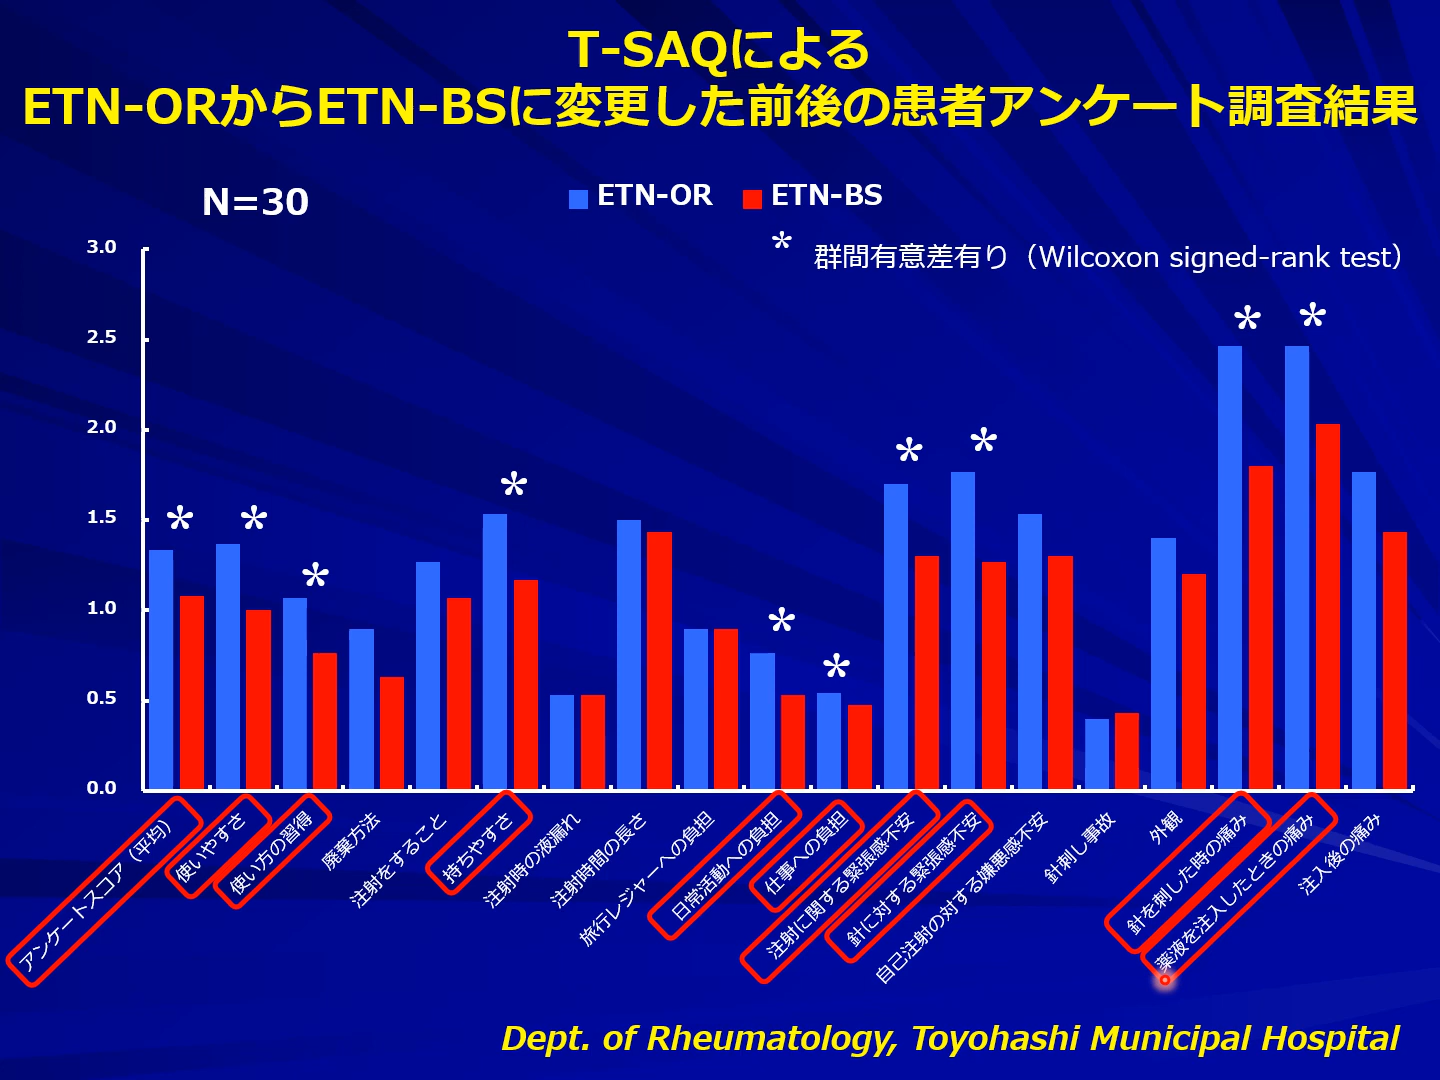 T-SAQによる
ETN-ORからETN-BSに変更した前後の患者アンケート調査結果
N=30
ETN-OR
ETN-BS
* 群間有意差有り（Wilcoxon signed-rank test）
3.0
2.5
2.0
1.5
1.0
0.5
0.0
* * * * * * * * * *
アンケートスコア（平均）
使いやすさ
使い方の習得
廃棄方法
注射をすること
持ちやすさ
注射時の液漏れ
注射時間の長さ
旅行レジャーへの負担
日常活動への負担
仕事への負担
注射に関する緊張感不安
針に対する緊張感不安
自己注射の対する嫌悪感不安
針刺し事故
外観
針を刺した時の痛み
薬液を注入したときの痛み
注入後の痛み
Dept. of Rheumatology, Toyohashi Municipal Hospital